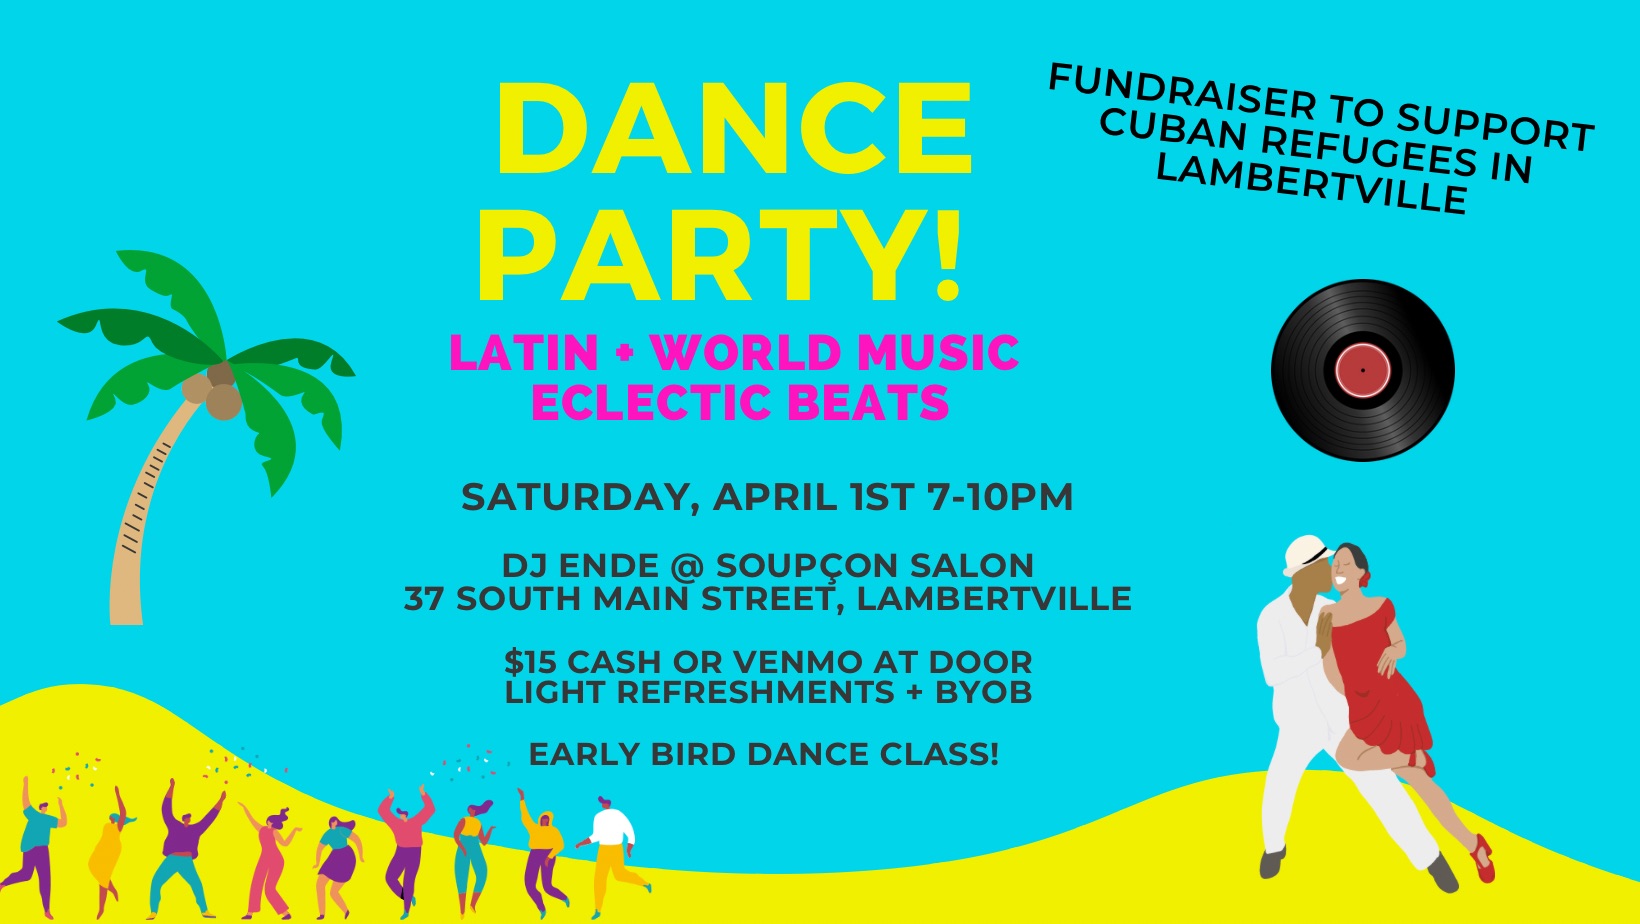 DANCE
PARTY!
FUNDRAISER TO SUPPORT
CUBAN REFUGEES IN
LAMBERTVILLE
LATIN + WORLD MUSIC
ECLECTIC BEATS
SATURDAY, APRIL 1ST 7-10PM
DJ ENDE @ SOUPÇON SALON
37 SOUTH MAIN STREET, LAMBERTVILLE
$15 CASH OR VENMO AT DOOR
LIGHT REFRESHMENTS + BYOB
EARLY BIRD DANCE CLASS!